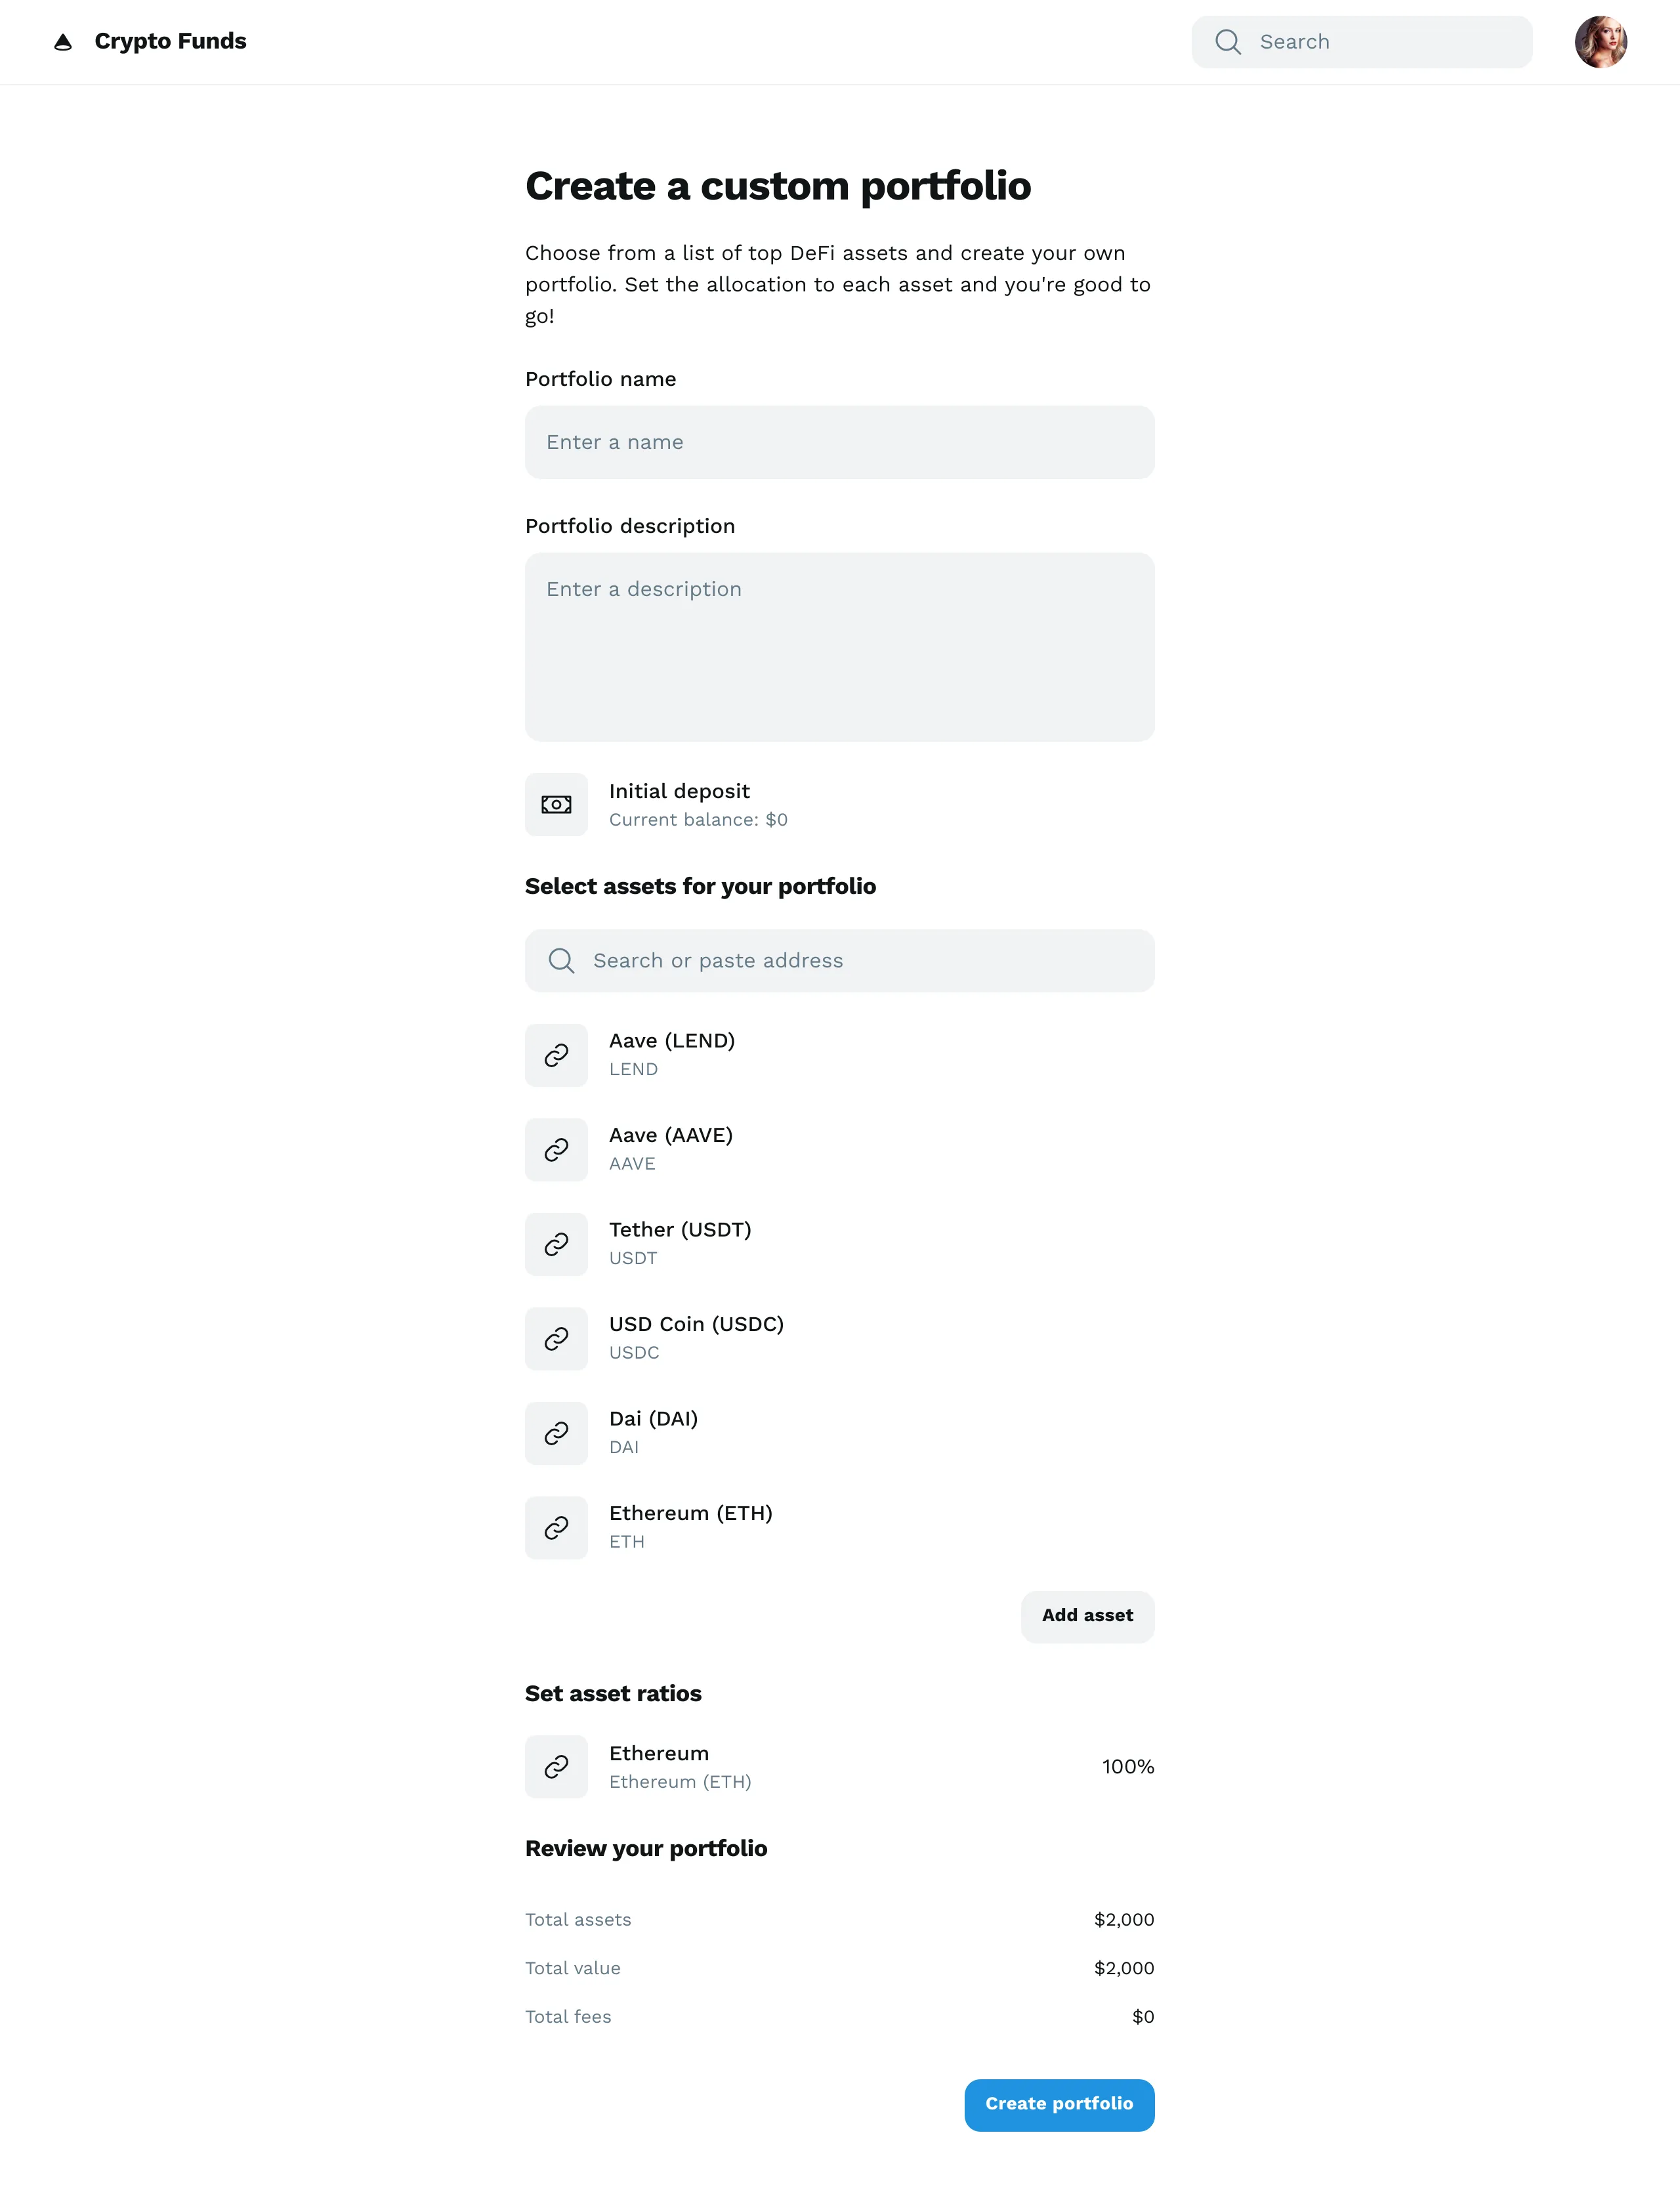 Crypto Funds
Search
Create a custom portfolio
Choose from a list of top DeFi assets and create your own
portfolio. Set the allocation to each asset and you're good to
go!
Portfolio name
Enter a name
Portfolio description
Enter a description
Initial deposit
Current balance: $0
Select assets for your portfolio
Search or paste address
Aave (LEND)
LEND
Aave (AAVE)
AAVE
Tether (USDT)
USDT
USD Coin (USDC)
USDC
Dai (DAI)
DAI
Ethereum (ETH)
ETH
Add asset
Set asset ratios
Ethereum
Ethereum (ETH)
100%
Review your portfolio
Total assets $2,000
Total value $2,000
Total fees $0
Create portfolio